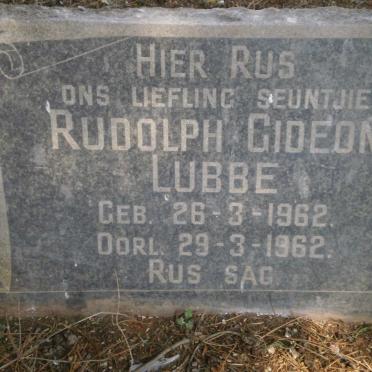 HIER RUS
ONS LIEFLING SEUNTJIE
RUDOLPH GIDEON
LUBBE
GEB. 26-3-1962.
OORL. 29-3-1962.
RUS SAG